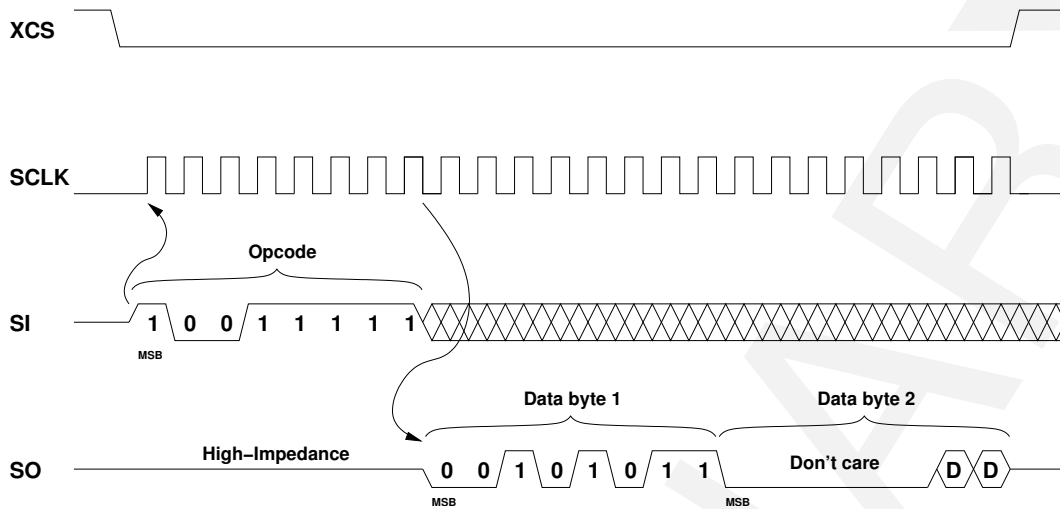 XCS
SCLK
Opcode
SI 1 0 0 1 1 1 1 1
MSB
Data byte 1 Data byte 2
High–Impedance Don't care
SO 0 0 1 0 1 0 1 1 D D
MSB MSB